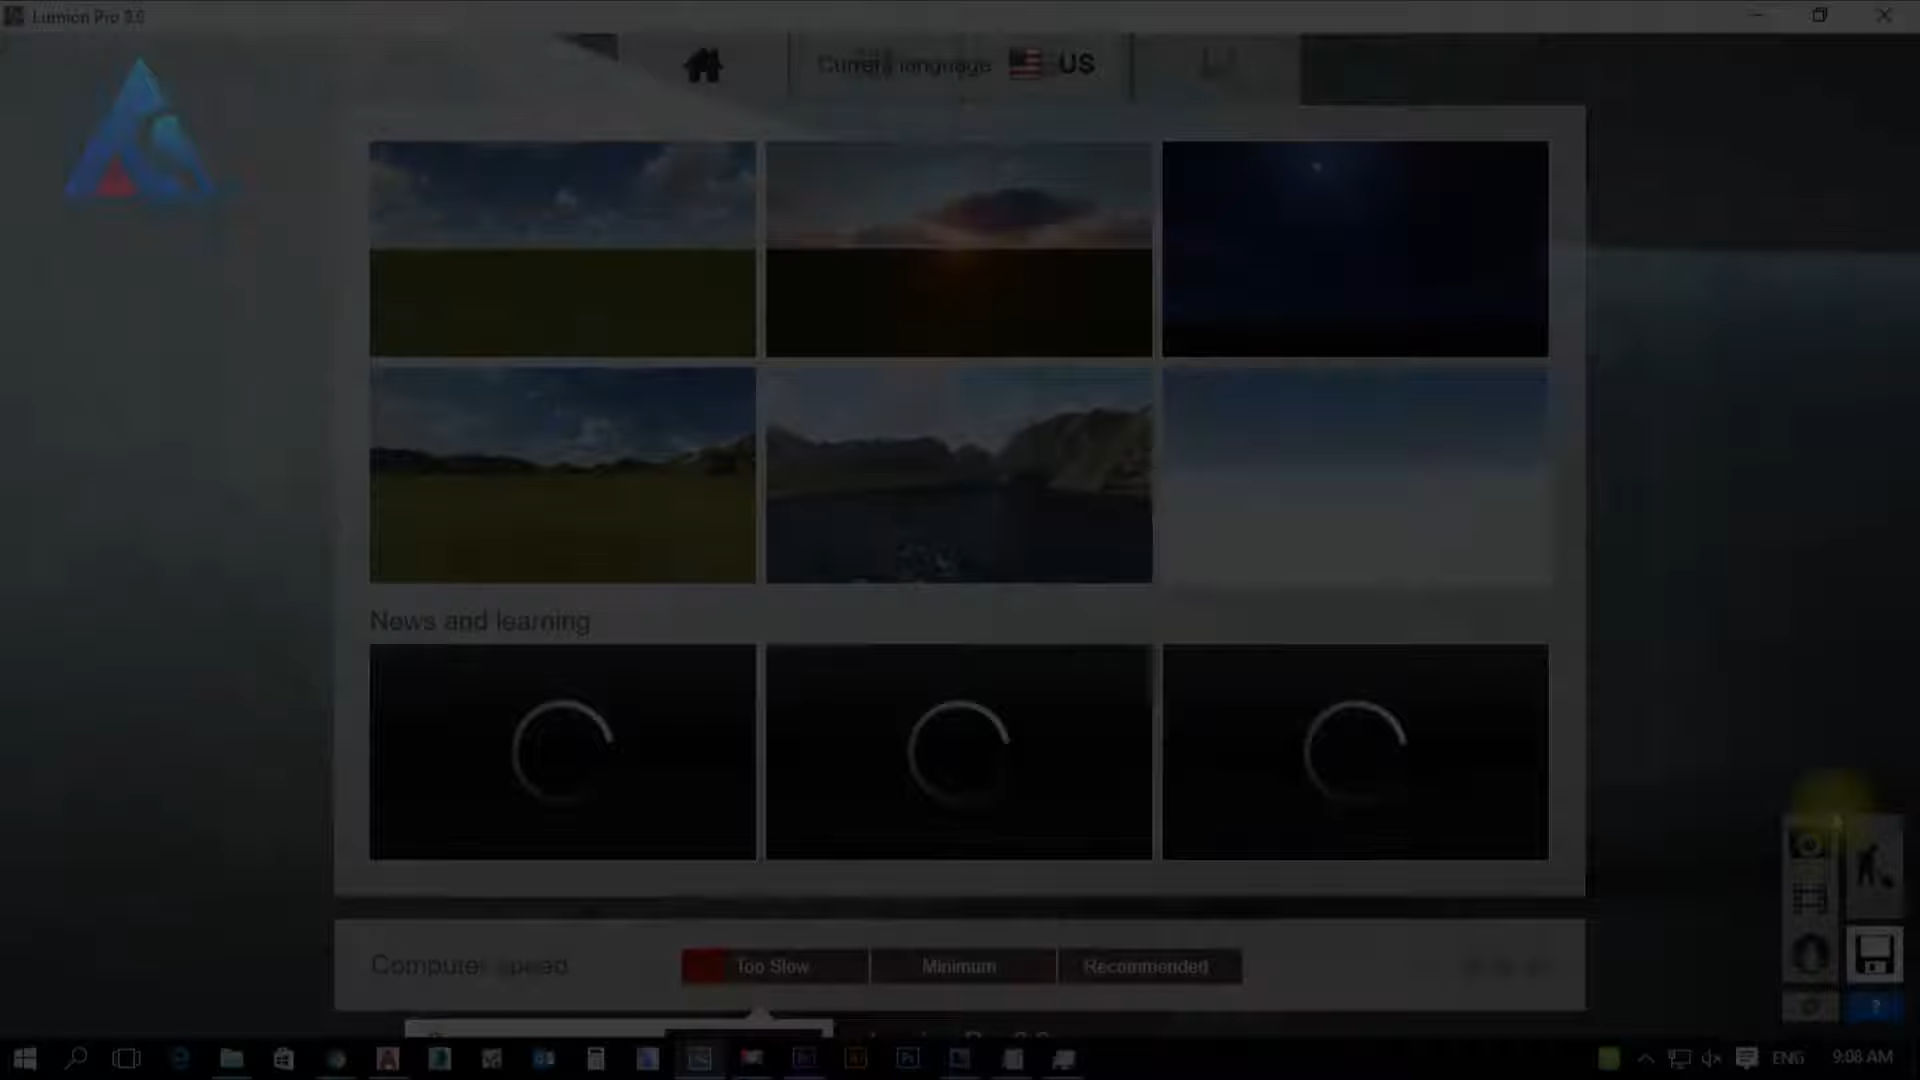 Lumion Pro 8.0
Current language US
News and learning
Computer speed Too Slow Minimum Recommended
?
ENG 9:08 AM